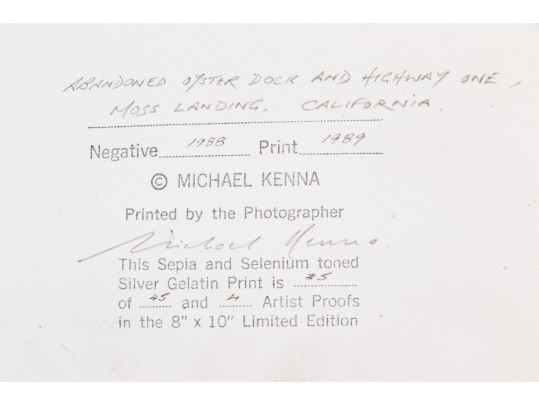 ABANDONED OYSTER DOCK AND HIGHWAY ONE,
MOSS LANDING, CALIFORNIA.
Negative 1988 Print 1989
© MICHAEL KENNA
Printed by the Photographer
Michael Kenna
This Sepia and Selenium toned
Silver Gelatin Print is #5
of 45 and 4 Artist Proofs
in the 8" x 10" Limited Edition